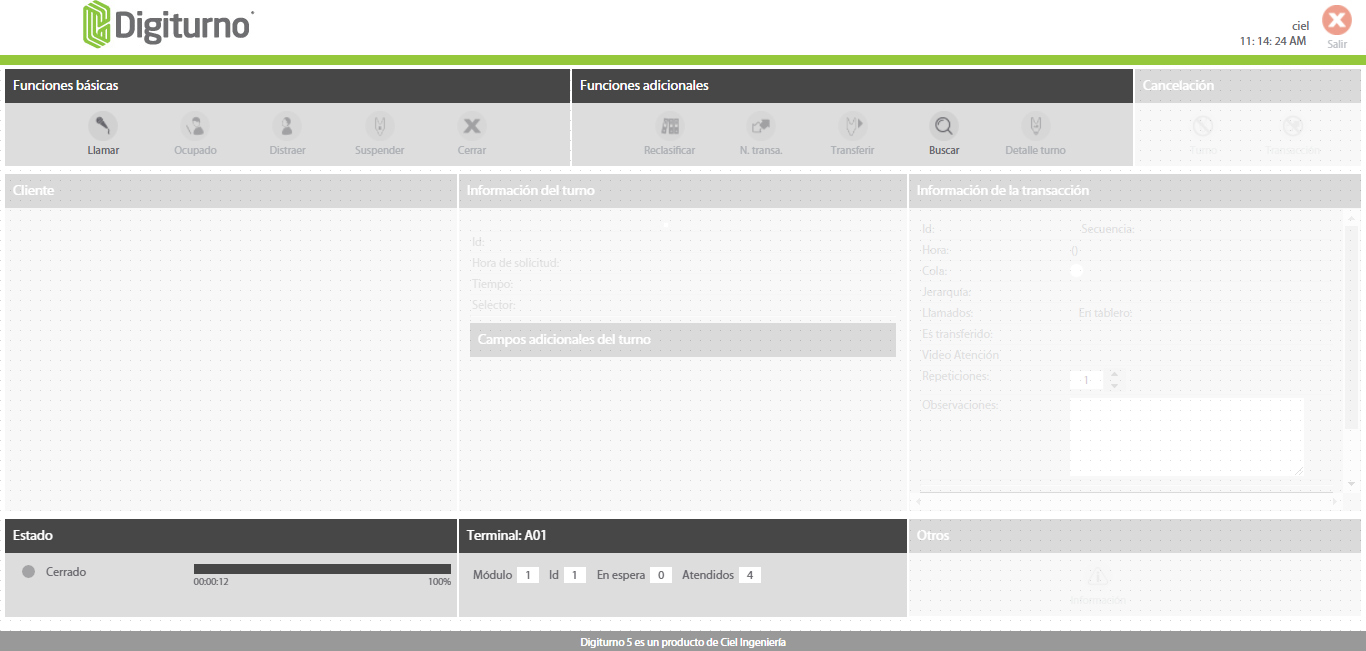 Digiturno
ciel
11: 14: 24 AM
Salir
Funciones básicas
Funciones adicionales
Cancelación
Llamar
Ocupado
Distraer
Suspender
Cerrar
Reclasificar
N. transa.
Transferir
Buscar
Detalle turno
Turno
Transacción
Cliente
Información del turno
Id:
Hora de solicitud:
Tiempo:
Selector:
Campos adicionales del turno
Información de la transacción
Id: Secuencia:
Hora: ()
Cola:
Jerarquía:
Llamados: En tablero:
Es transferido:
Video Atención
Repeticiones: 1
Observaciones:
Estado
Cerrado
00:00:12 100%
Terminal: A01
Módulo 1 Id 1 En espera 0 Atendidos 4
Otros
Información
Digiturno 5 es un producto de Ciel Ingeniería